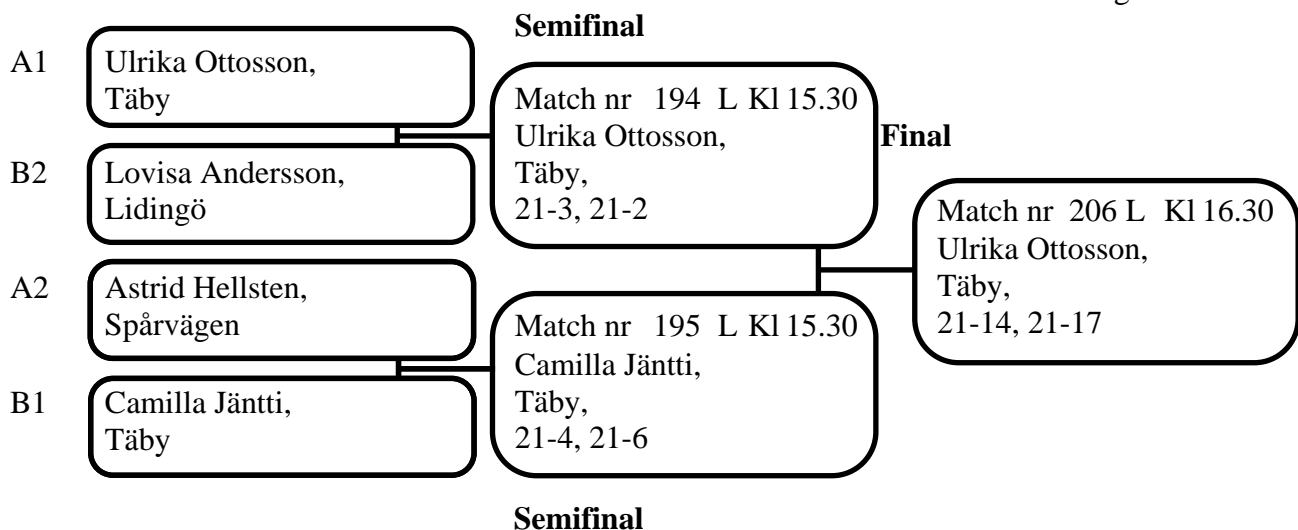 Semifinal
A1
Ulrika Ottosson,
Täby
B2
Lovisa Andersson,
Lidingö
A2
Astrid Hellsten,
Spårvägen
B1
Camilla Jäntti,
Täby
Match nr 194 L Kl 15.30
Ulrika Ottosson,
Täby,
21-3, 21-2
Match nr 195 L Kl 15.30
Camilla Jäntti,
Täby,
21-4, 21-6
Semifinal
Final
Match nr 206 L Kl 16.30
Ulrika Ottosson,
Täby,
21-14, 21-17